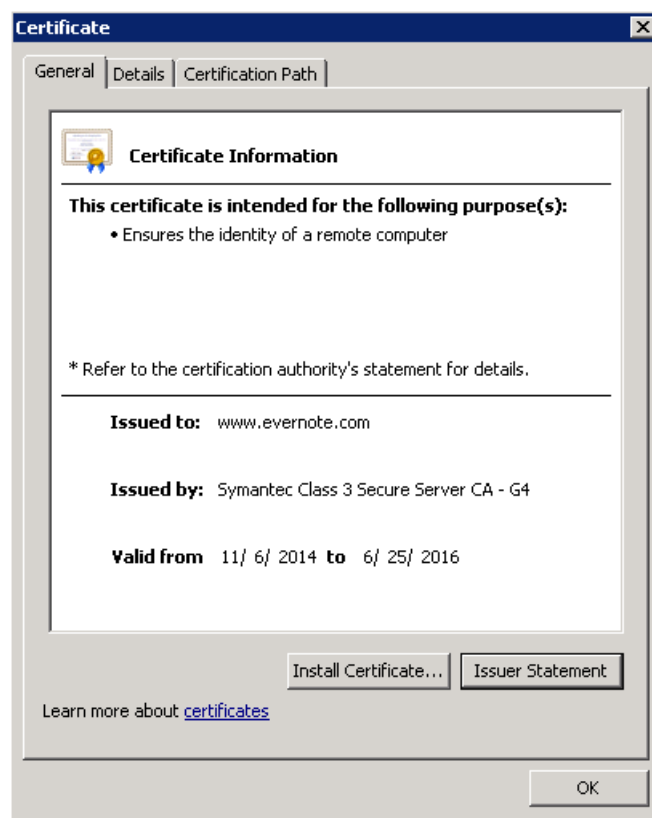 Certificate
General Details Certification Path
Certificate Information
This certificate is intended for the following purpose(s):
• Ensures the identity of a remote computer
* Refer to the certification authority's statement for details.
Issued to: www.evernote.com
Issued by: Symantec Class 3 Secure Server CA - G4
Valid from 11/ 6/ 2014 to 6/ 25/ 2016
Install Certificate... Issuer Statement
Learn more about certificates
OK